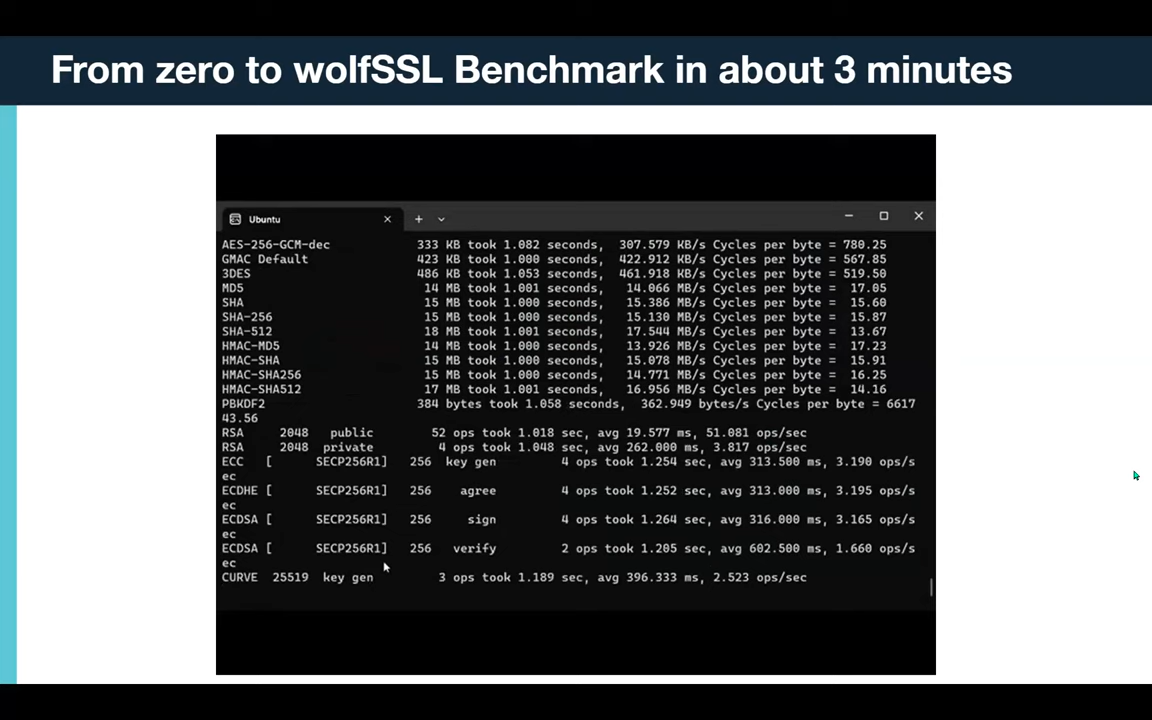 From zero to wolfSSL Benchmark in about 3 minutes
Ubuntu
AES-256-GCM-dec 333 KB took 1.082 seconds, 307.579 KB/s Cycles per byte = 780.25
GMAC Default 423 KB took 1.000 seconds, 422.912 KB/s Cycles per byte = 567.85
3DES 486 KB took 1.053 seconds, 461.918 KB/s Cycles per byte = 519.50
MD5 14 MB took 1.001 seconds, 14.066 MB/s Cycles per byte = 17.05
SHA 15 MB took 1.000 seconds, 15.386 MB/s Cycles per byte = 15.60
SHA-256 15 MB took 1.000 seconds, 15.130 MB/s Cycles per byte = 15.87
SHA-512 18 MB took 1.001 seconds, 17.544 MB/s Cycles per byte = 13.67
HMAC-MD5 14 MB took 1.000 seconds, 13.926 MB/s Cycles per byte = 17.23
HMAC-SHA 15 MB took 1.000 seconds, 15.078 MB/s Cycles per byte = 15.91
HMAC-SHA256 15 MB took 1.000 seconds, 14.771 MB/s Cycles per byte = 16.25
HMAC-SHA512 17 MB took 1.001 seconds, 16.956 MB/s Cycles per byte = 14.16
PBKDF2 384 bytes took 1.058 seconds, 362.949 bytes/s Cycles per byte = 6617
43.56
RSA 2048 public 52 ops took 1.018 sec, avg 19.577 ms, 51.081 ops/sec
RSA 2048 private 4 ops took 1.048 sec, avg 262.000 ms, 3.817 ops/sec
ECC [ SECP256R1] 256 key gen 4 ops took 1.254 sec, avg 313.500 ms, 3.190 ops/s
ec
ECDHE [ SECP256R1] 256 agree 4 ops took 1.252 sec, avg 313.000 ms, 3.195 ops/s
ec
ECDSA [ SECP256R1] 256 sign 4 ops took 1.264 sec, avg 316.000 ms, 3.165 ops/s
ec
ECDSA [ SECP256R1] 256 verify 2 ops took 1.205 sec, avg 602.500 ms, 1.660 ops/s
ec
CURVE 25519 key gen 3 ops took 1.189 sec, avg 396.333 ms, 2.523 ops/sec